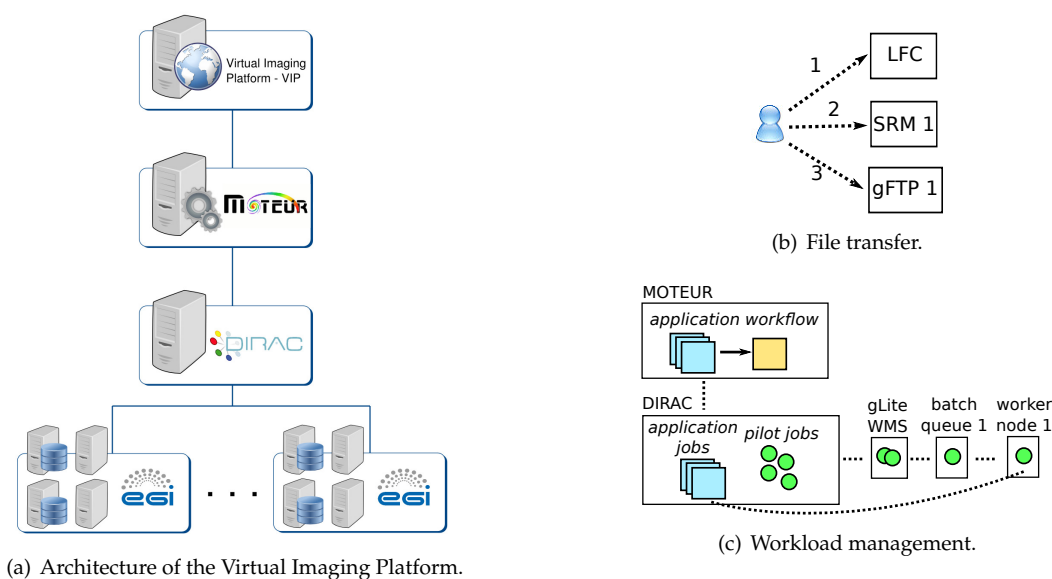 Virtual Imaging
Platform - VIP
MOTEUR
DIRAC
egi
egi
(a) Architecture of the Virtual Imaging Platform.
1
LFC
2
SRM 1
3
gFTP 1
(b) File transfer.
MOTEUR
application workflow
DIRAC
application
jobs
pilot jobs
gLite
WMS
batch
queue 1
worker
node 1
(c) Workload management.